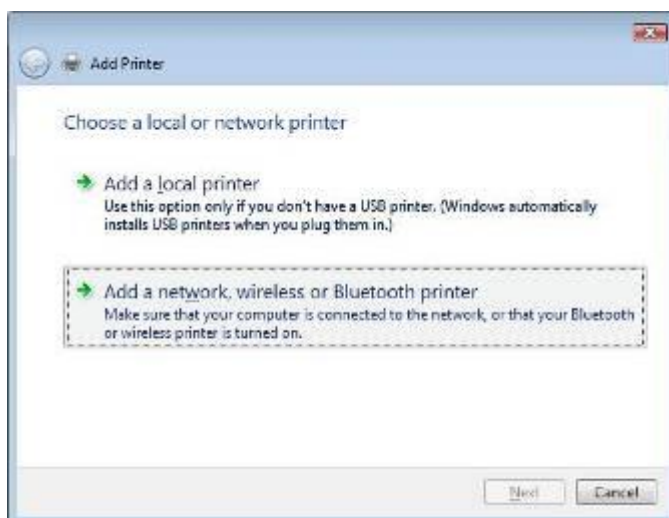 Add Printer
Choose a local or network printer
Add a local printer
Use this option only if you don't have a USB printer. (Windows automatically
installs USB printers when you plug them in.)
Add a network, wireless or Bluetooth printer
Make sure that your computer is connected to the network, or that your Bluetooth
or wireless printer is turned on.
Next Cancel